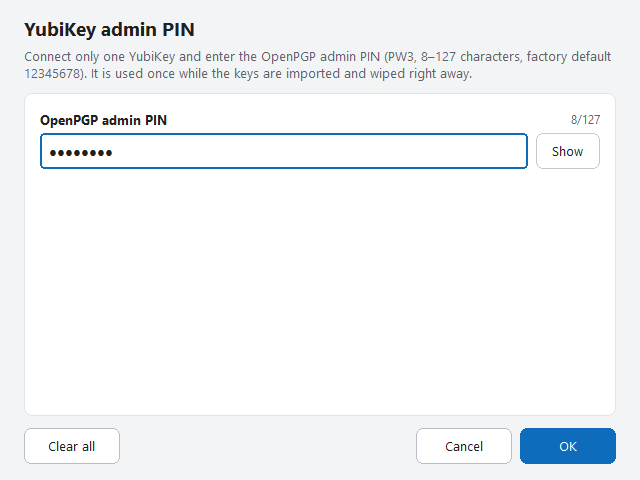 YubiKey admin PIN
Connect only one YubiKey and enter the OpenPGP admin PIN (PW3, 8–127 characters, factory default
12345678). It is used once while the keys are imported and wiped right away.
OpenPGP admin PIN 8/127
●●●●●●●● Show
Clear all Cancel OK